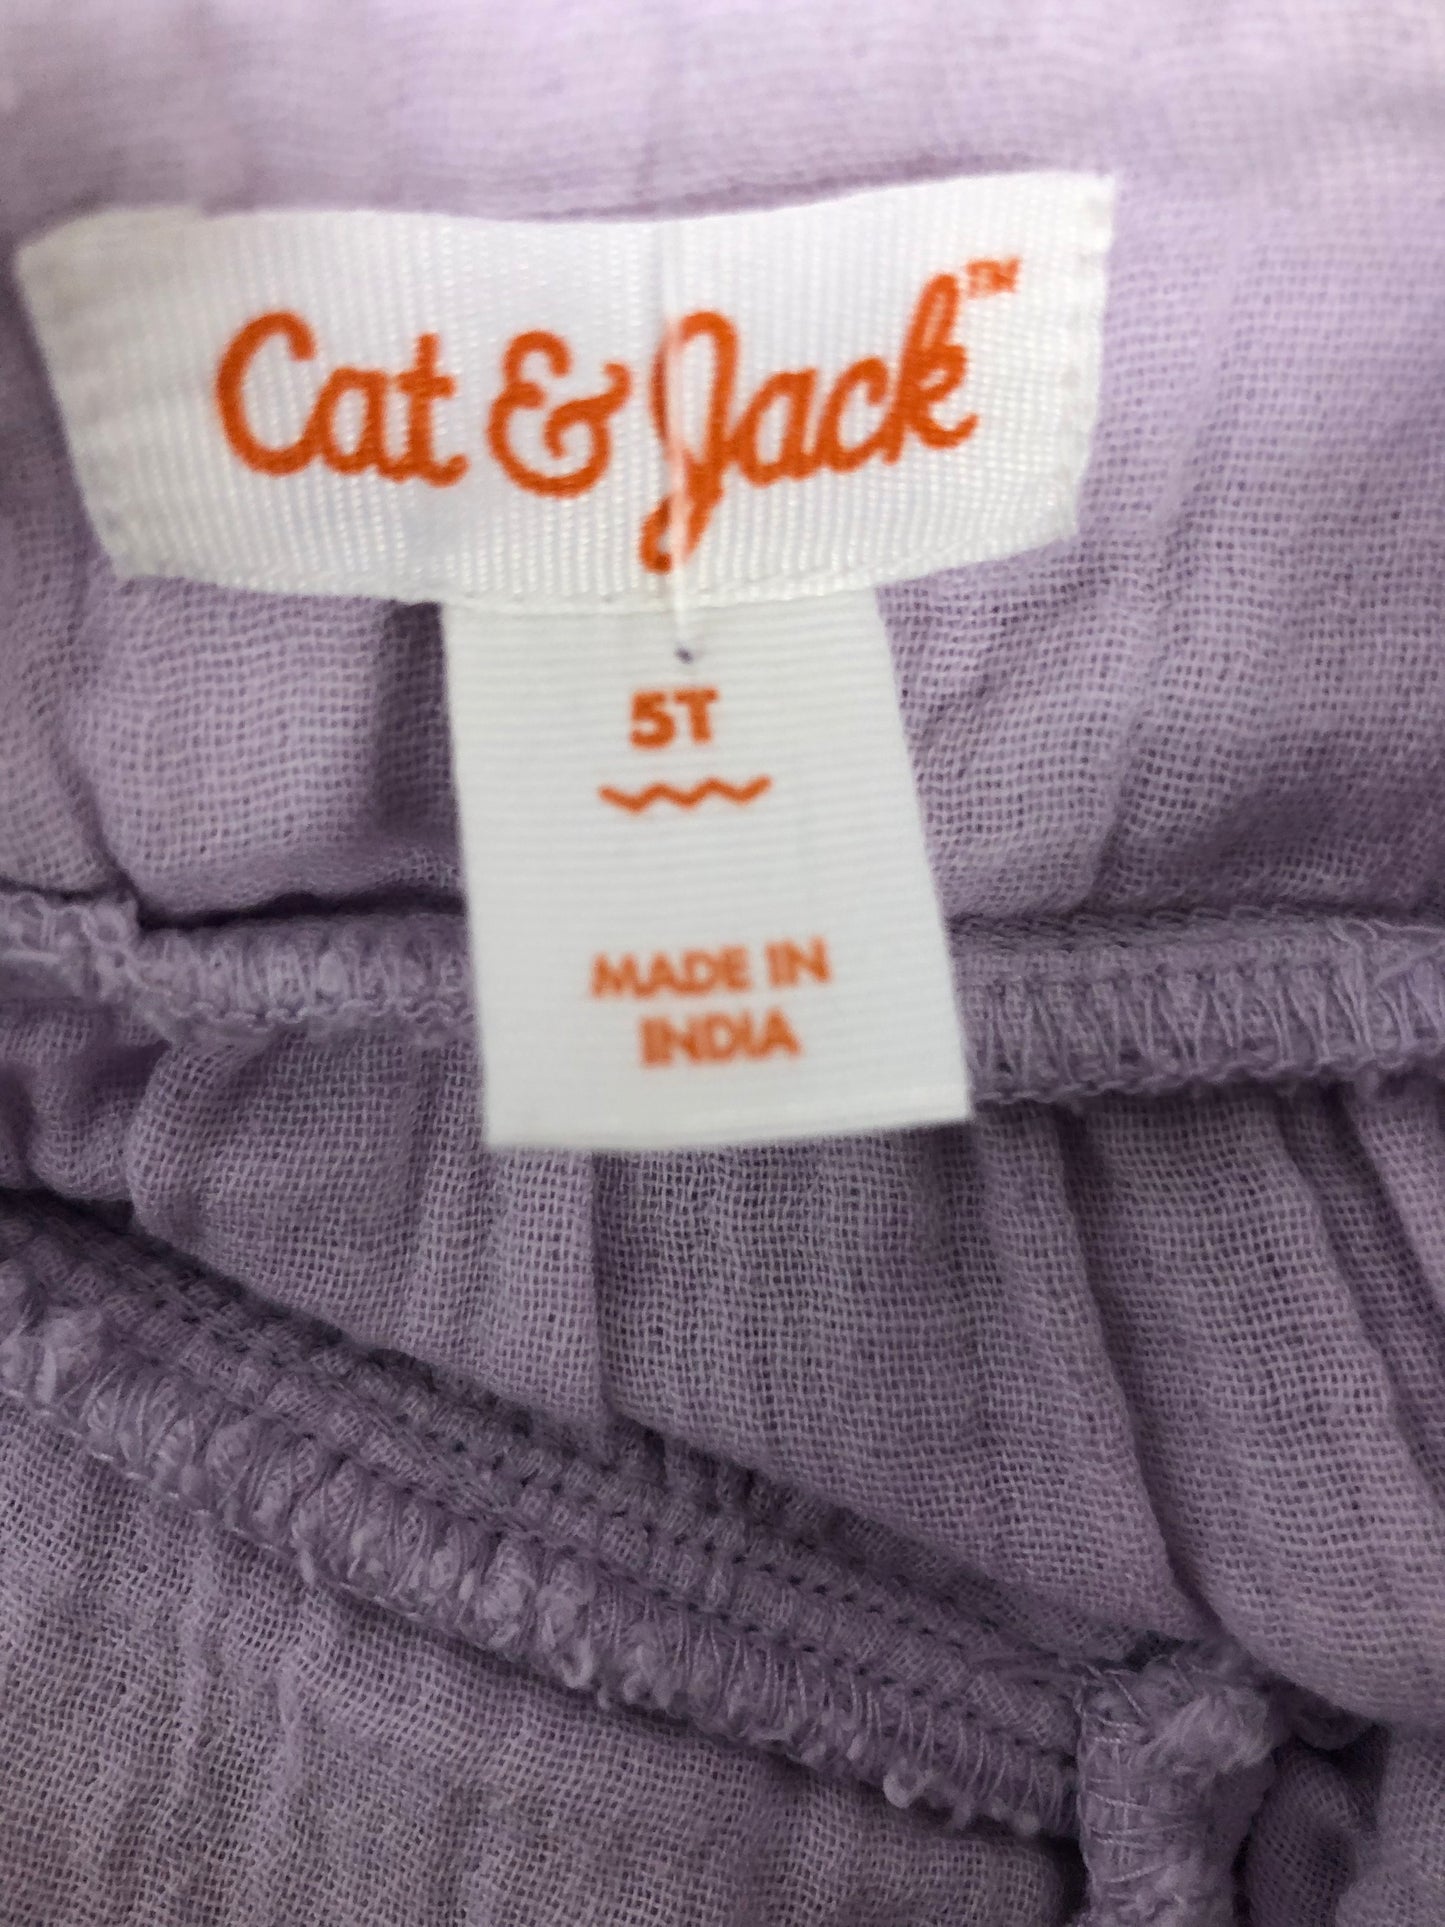 Cat & Jack™
5T
MADE IN
INDIA